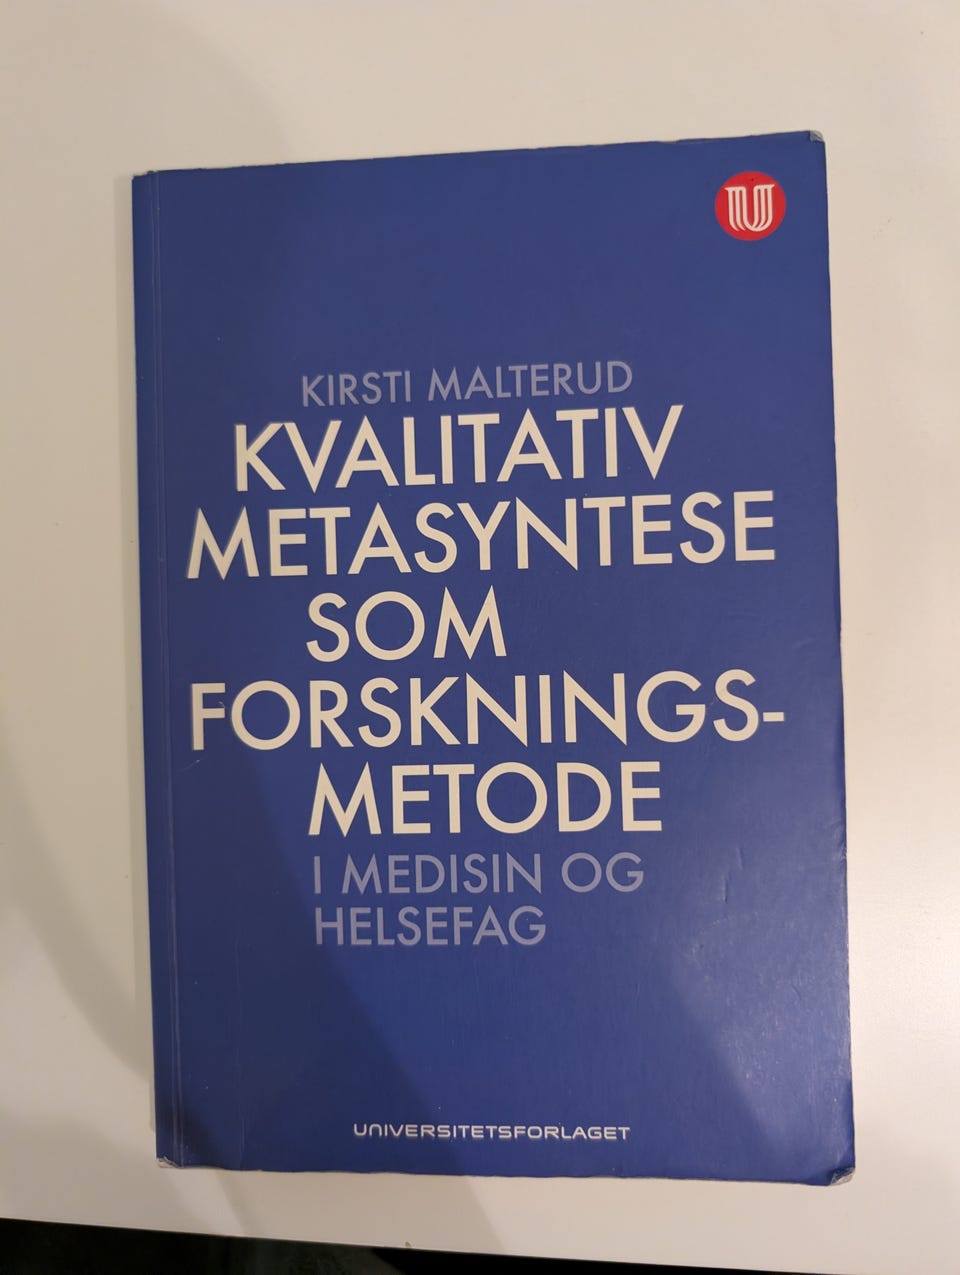 U
KIRSTI MALTERUD
KVALITATIV
METASYNTESE
SOM
FORSKNINGS-
METODE
I MEDISIN OG
HELSEFAG
UNIVERSITETSFORLAGET